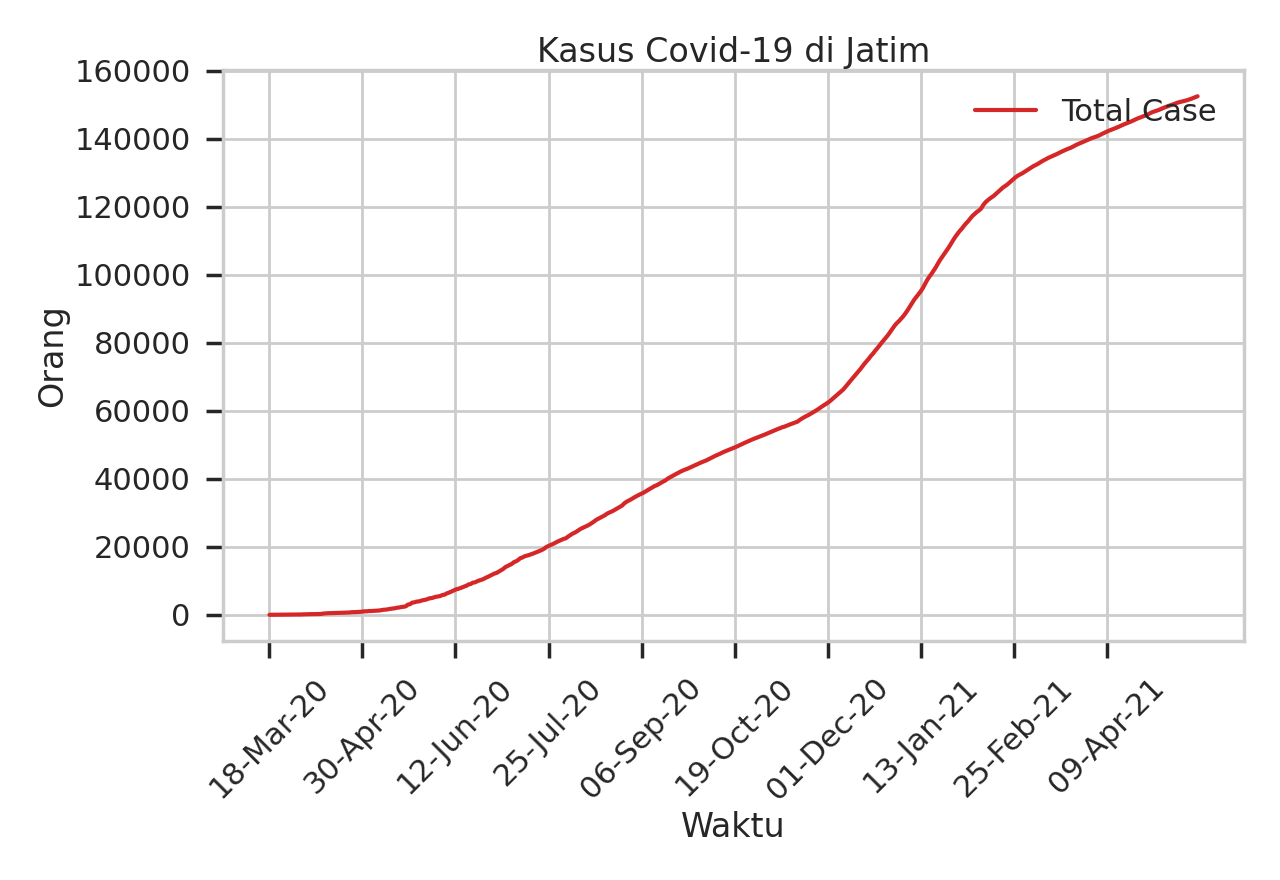 Kasus Covid-19 di Jatim
160000
140000
120000
100000
80000
60000
40000
20000
0
Orang
Total Case
18-Mar-20
30-Apr-20
12-Jun-20
25-Jul-20
06-Sep-20
19-Oct-20
01-Dec-20
13-Jan-21
25-Feb-21
09-Apr-21
Waktu